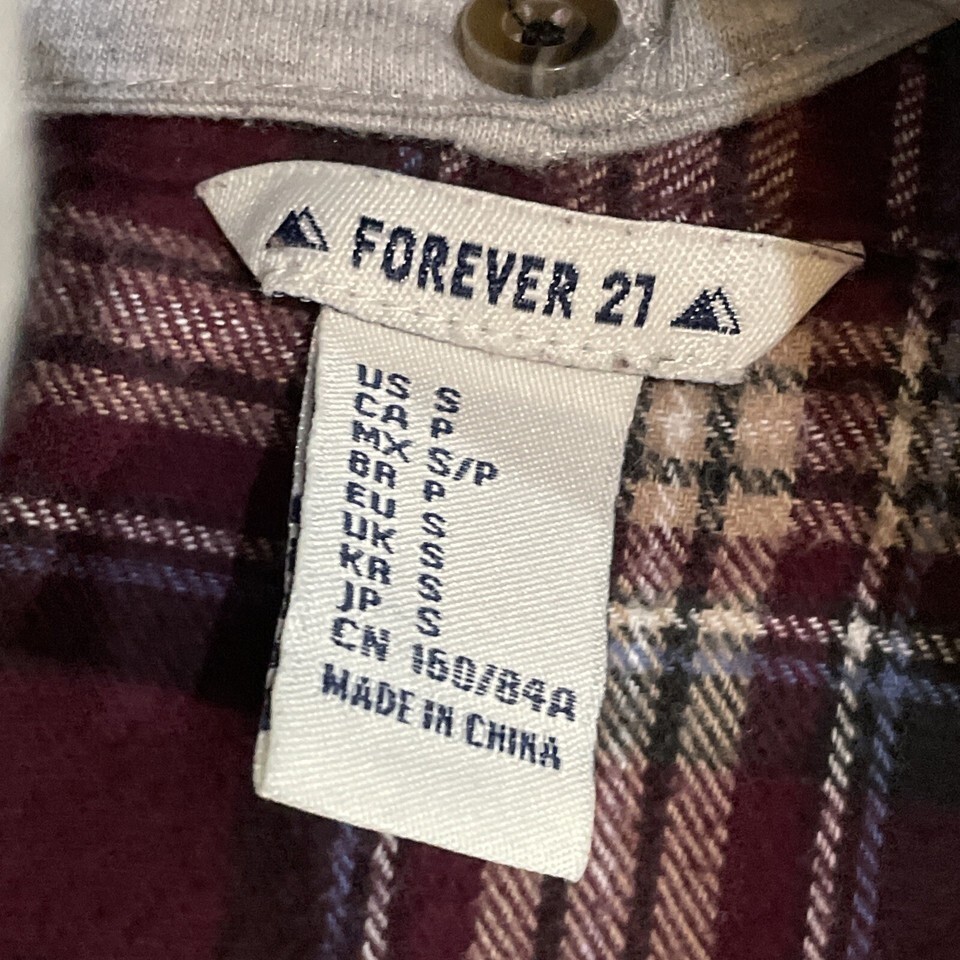 FOREVER 21
US S
CA P
MX S/P
BR P
EU S
UK S
KR S
JP S
CN 160/84A
MADE IN CHINA